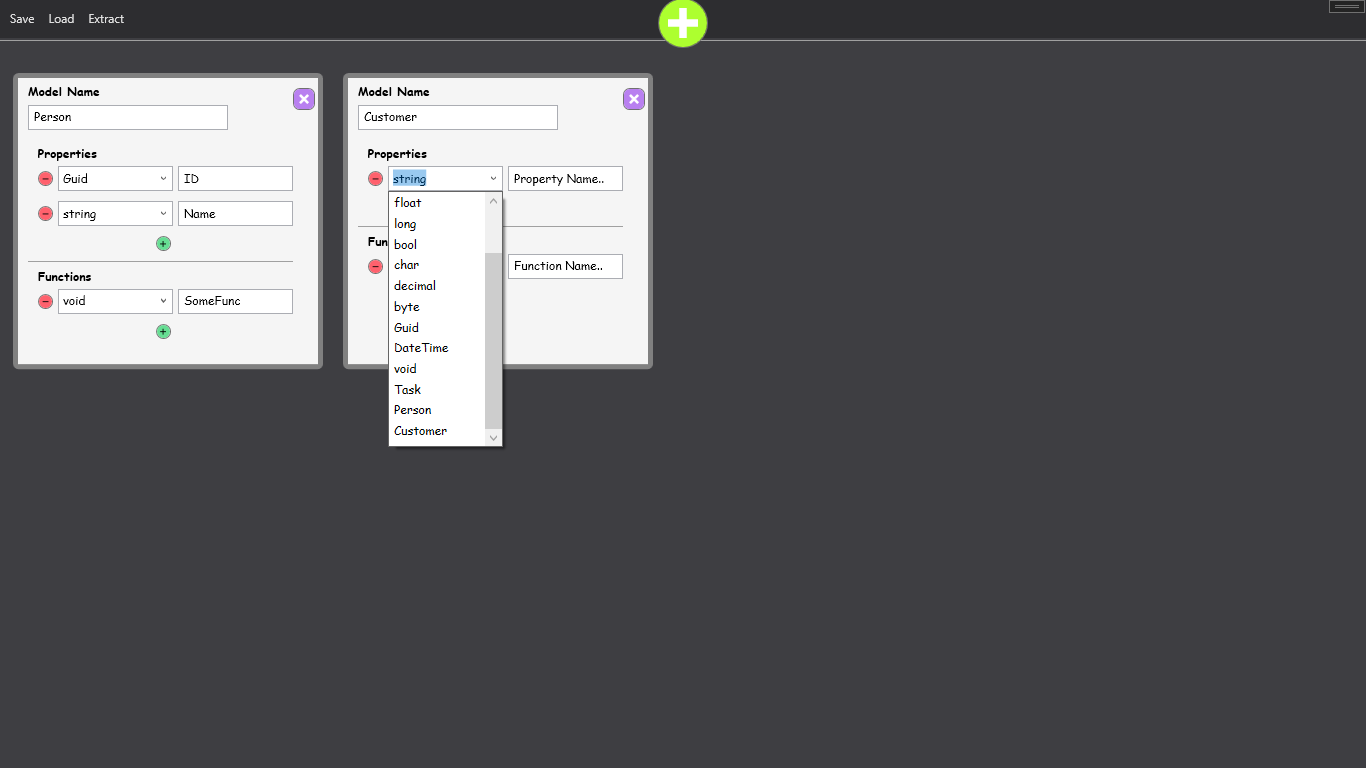 Save Load Extract
Model Name
Person
Properties
Guid ID
string Name
Functions
void SomeFunc
Model Name
Customer
Properties
string Property Name..
float
long
bool
char
decimal
byte
Guid
DateTime
void
Task
Person
Customer
Fun
Function Name..